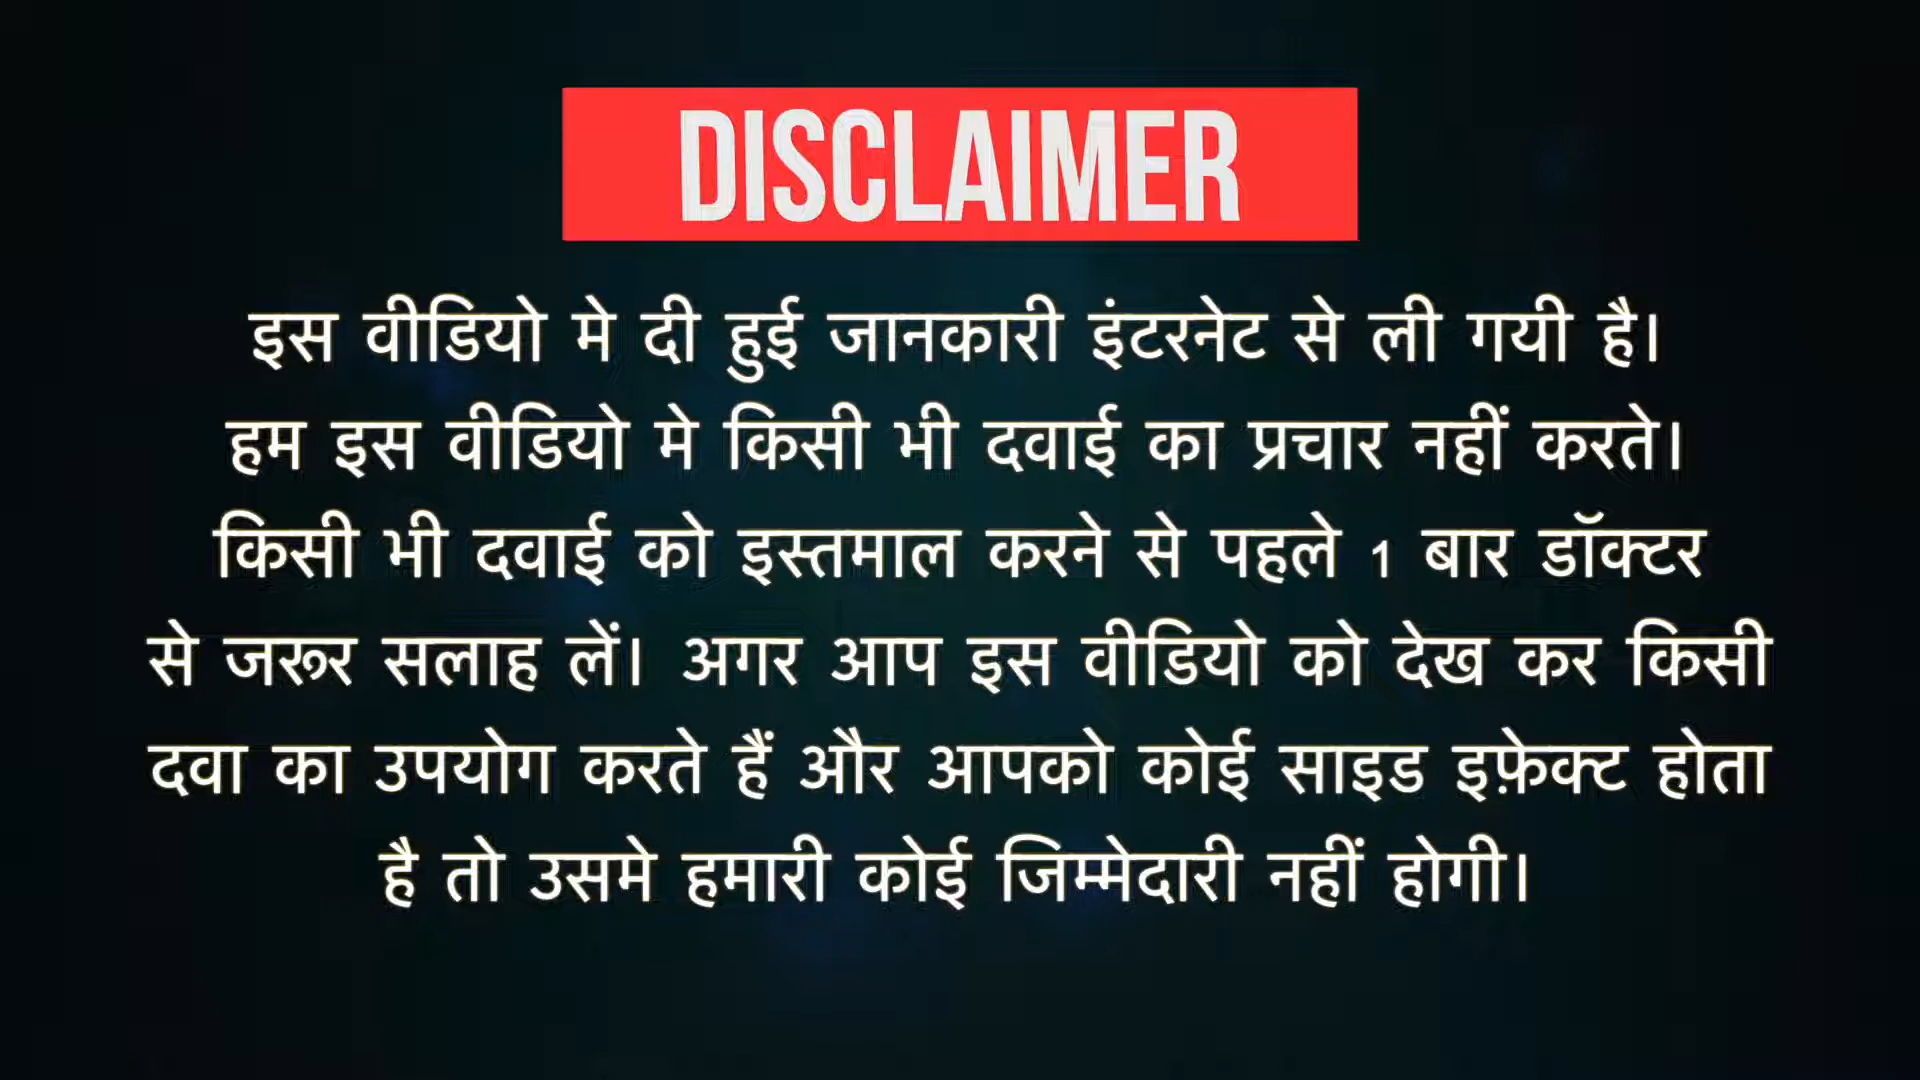 DISCLAIMER
इस वीडियो मे दी हुई जानकारी इंटरनेट से ली गयी है।
हम इस वीडियो मे किसी भी दवाई का प्रचार नहीं करते।
किसी भी दवाई को इस्तमाल करने से पहले 1 बार डॉक्टर
से जरूर सलाह लें। अगर आप इस वीडियो को देख कर किसी
दवा का उपयोग करते हैं और आपको कोई साइड इफ़ेक्ट होता
है तो उसमे हमारी कोई जिम्मेदारी नहीं होगी।